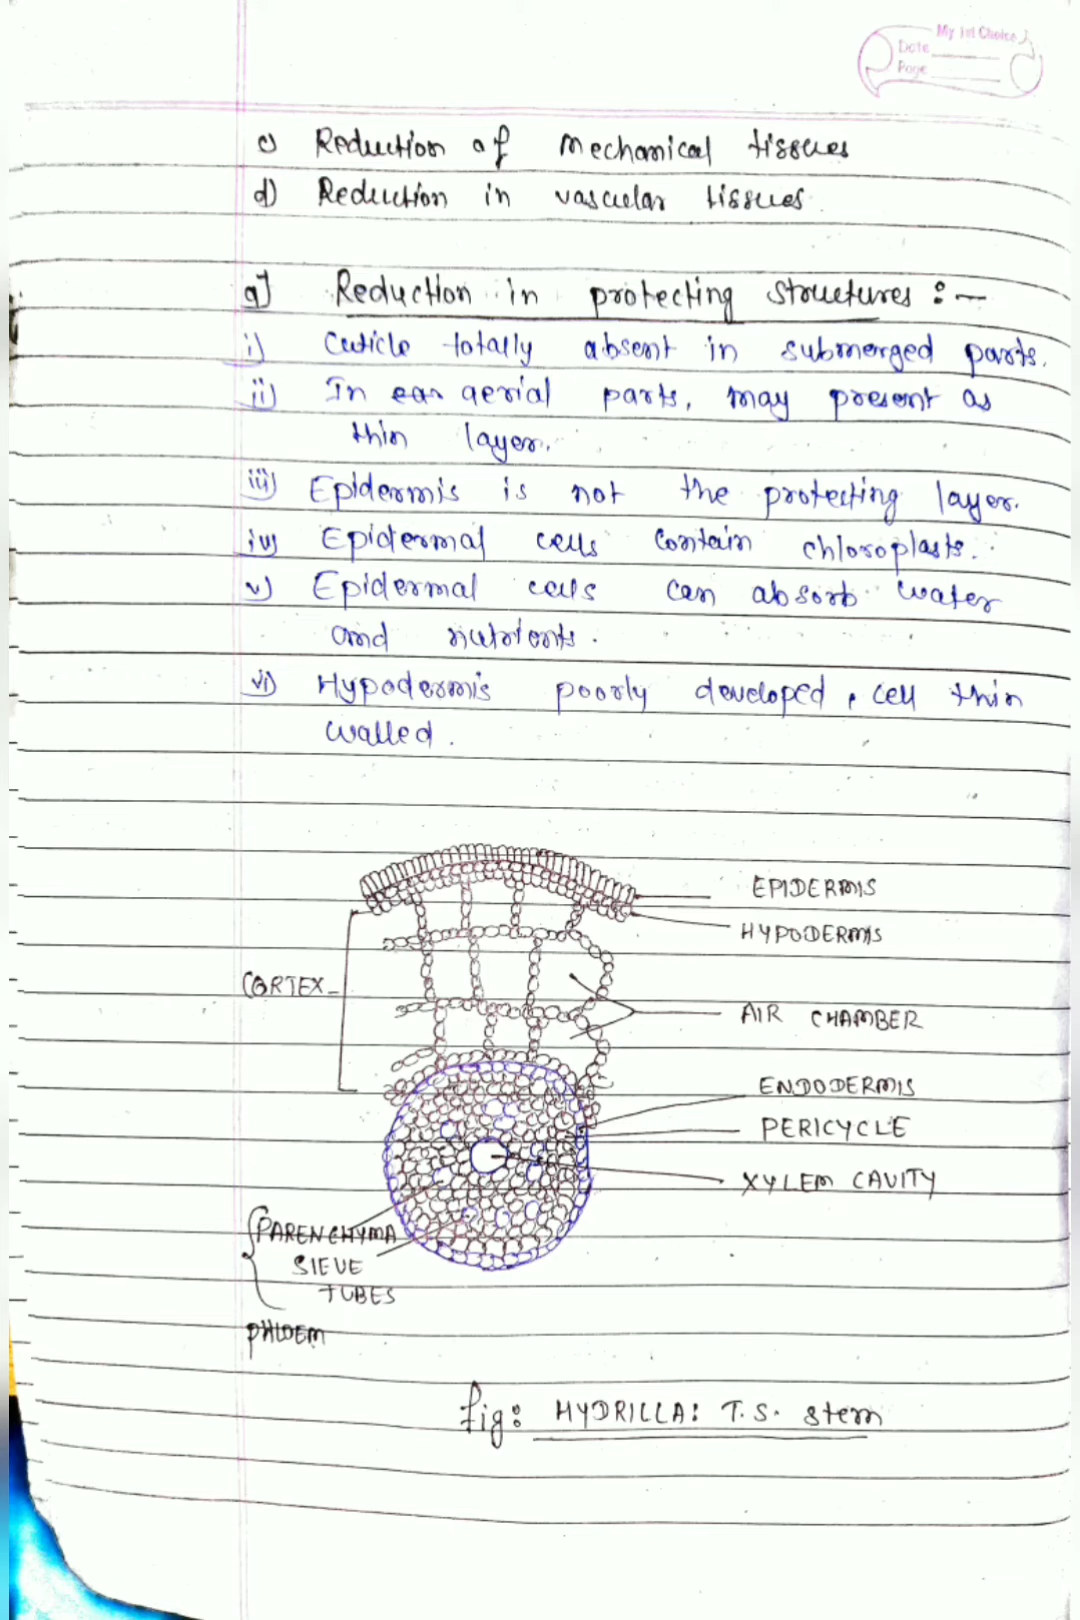 My 1st Choice
Date
Page
c) Reduction of mechanical tissues
d) Reduction in vascular tissues.
a] Reduction in protecting structures :-
i) Cuticle totally absent in submerged parts.
ii) In ear aerial parts, may present as
thin layer.
iii) Epidermis is not the protecting layer.
iv) Epidermal cells contain chloroplasts.
v) Epidermal cells can absorb water
and nutrients.
vi) Hypodermis poorly developed, cell thin
walled.
EPIDERMIS
HYPODERMIS
CORTEX
AIR CHAMBER
ENDODERMIS
PERICYCLE
XYLEM CAVITY
PARENCHYMA
SIEVE
TUBES
PHLOEM
fig: HYDRILLA: T.S. stem